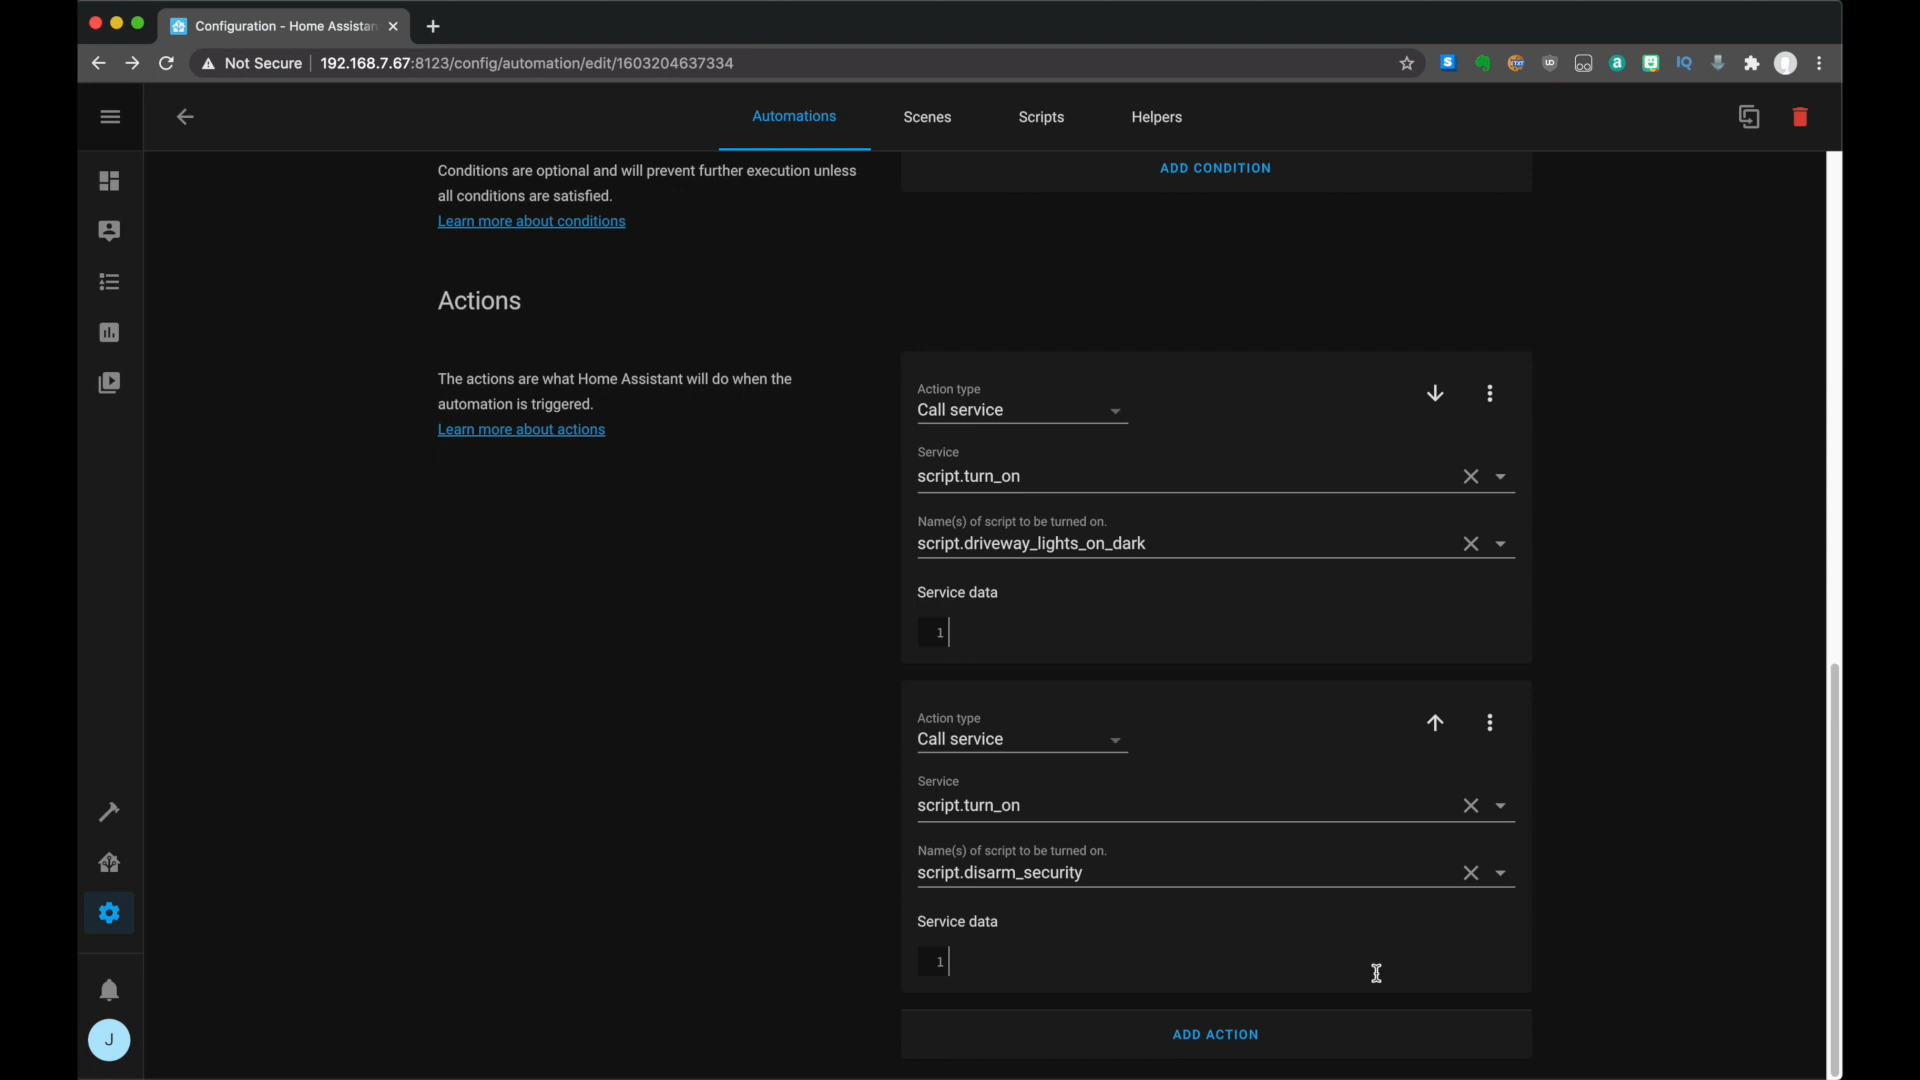 Configuration - Home Assistan
Not Secure
192.168.7.67:8123/config/automation/edit/1603204637334
Automations
Scenes
Scripts
Helpers
Conditions are optional and will prevent further execution unless
all conditions are satisfied.
Learn more about conditions
ADD CONDITION
Actions
The actions are what Home Assistant will do when the
automation is triggered.
Learn more about actions
Action type
Call service
Service
script.turn_on
Name(s) of script to be turned on.
script.driveway_lights_on_dark
Service data
1
Action type
Call service
Service
script.turn_on
Name(s) of script to be turned on.
script.disarm_security
Service data
1
ADD ACTION
J